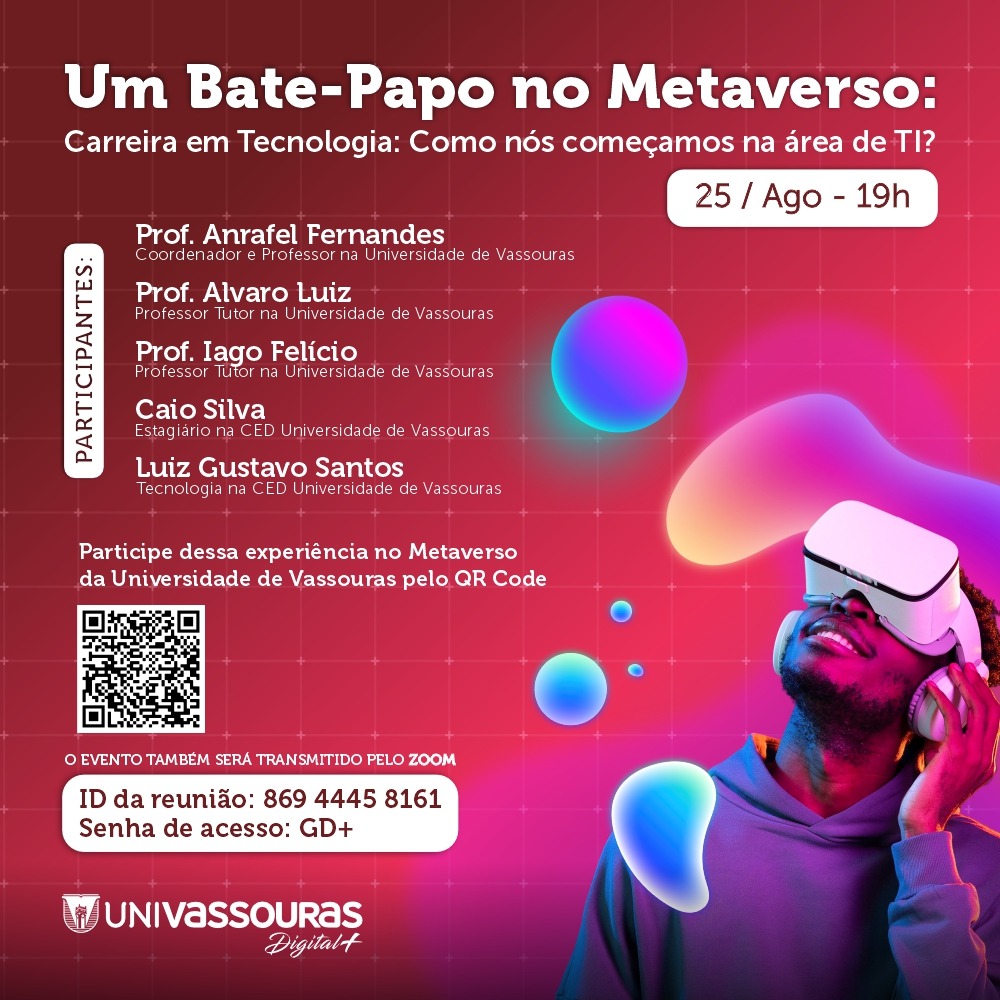 Um Bate-Papo no Metaverso:
Carreira em Tecnologia: Como nós começamos na área de TI?
25 / Ago - 19h
PARTICIPANTES:
Prof. Anrafel Fernandes
Coordenador e Professor na Universidade de Vassouras
Prof. Alvaro Luiz
Professor Tutor na Universidade de Vassouras
Prof. Iago Felício
Professor Tutor na Universidade de Vassouras
Caio Silva
Estagiário na CED Universidade de Vassouras
Luiz Gustavo Santos
Tecnologia na CED Universidade de Vassouras
Participe dessa experiência no Metaverso
da Universidade de Vassouras pelo QR Code
O EVENTO TAMBÉM SERÁ TRANSMITIDO PELO ZOOM
ID da reunião: 869 4445 8161
Senha de acesso: GD+
UNIVASSOURAS
Digital+